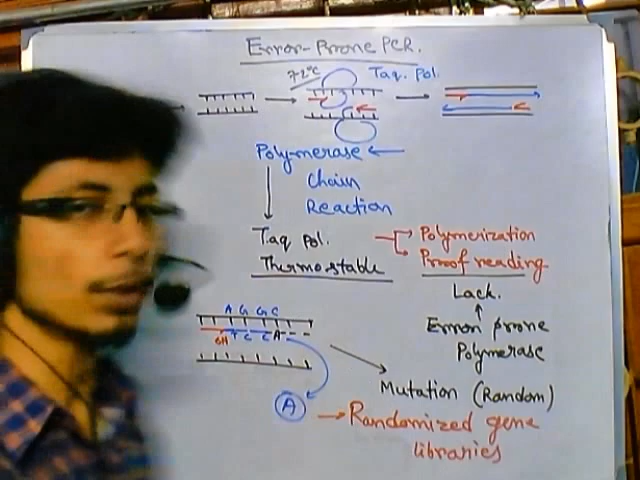 Error-Prone PCR.
72°C
Taq. Pol.
Polymerase
Chain
Reaction
Taq Pol.
Thermostable
Polymerization
Proof reading
Lack.
Error prone
Polymerase
A G G C
OH T C C A
A
Mutation (Random)
Randomized gene
libraries